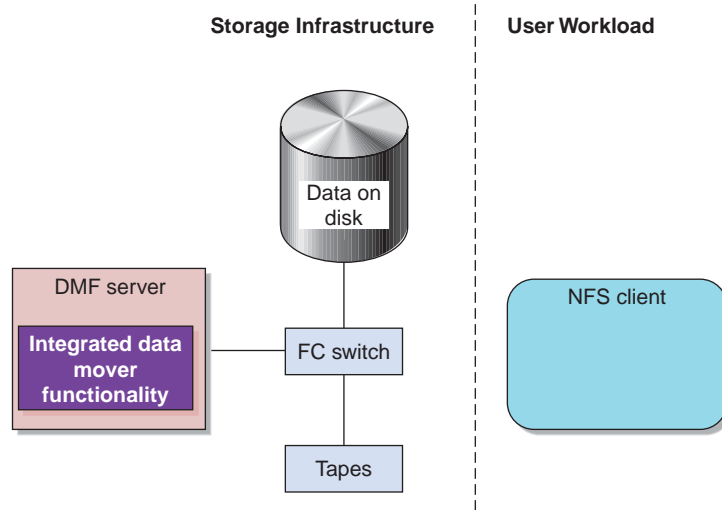 Storage Infrastructure
User Workload
Data on
disk
DMF server
Integrated data
mover
functionality
FC switch
Tapes
NFS client